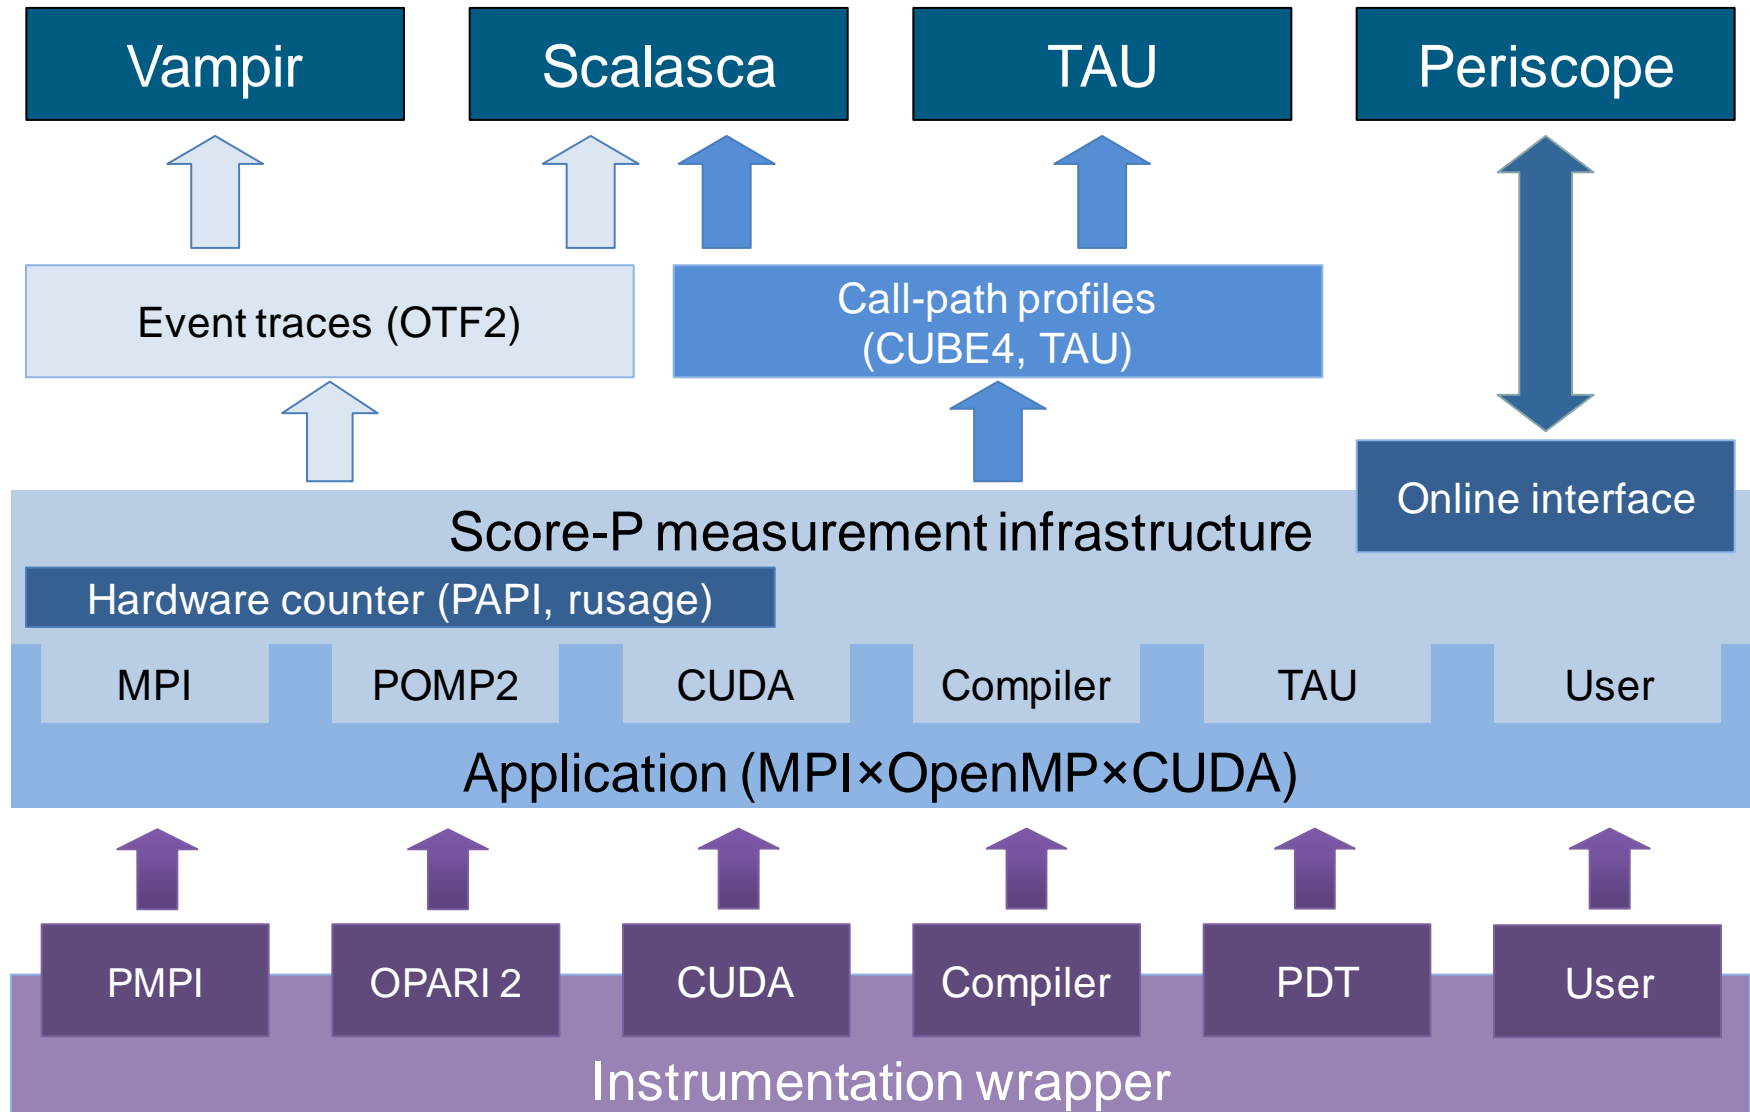 Vampir
Scalasca
TAU
Periscope
Event traces (OTF2)
Call-path profiles
(CUBE4, TAU)
Online interface
Score-P measurement infrastructure
Hardware counter (PAPI, rusage)
MPI
POMP2
CUDA
Compiler
TAU
User
Application (MPI×OpenMP×CUDA)
PMPI
OPARI 2
CUDA
Compiler
PDT
User
Instrumentation wrapper